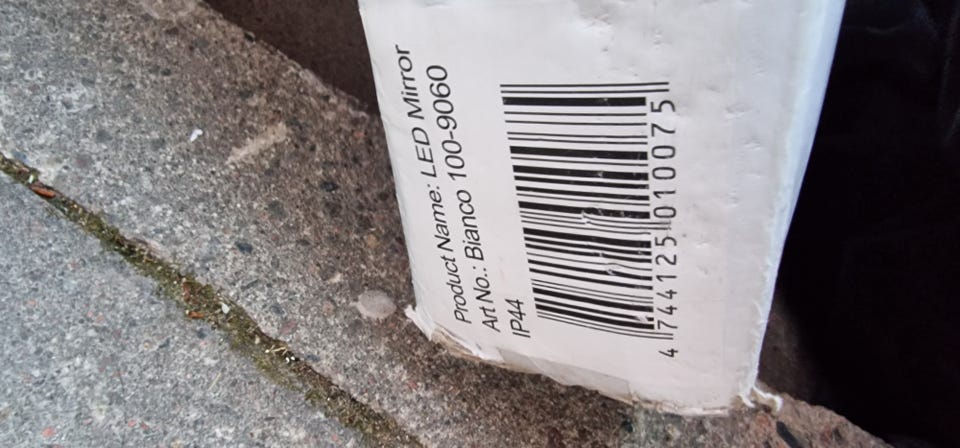 Product Name: LED Mirror
Art No.: Bianco 100-9060
IP44
4 744125 010075